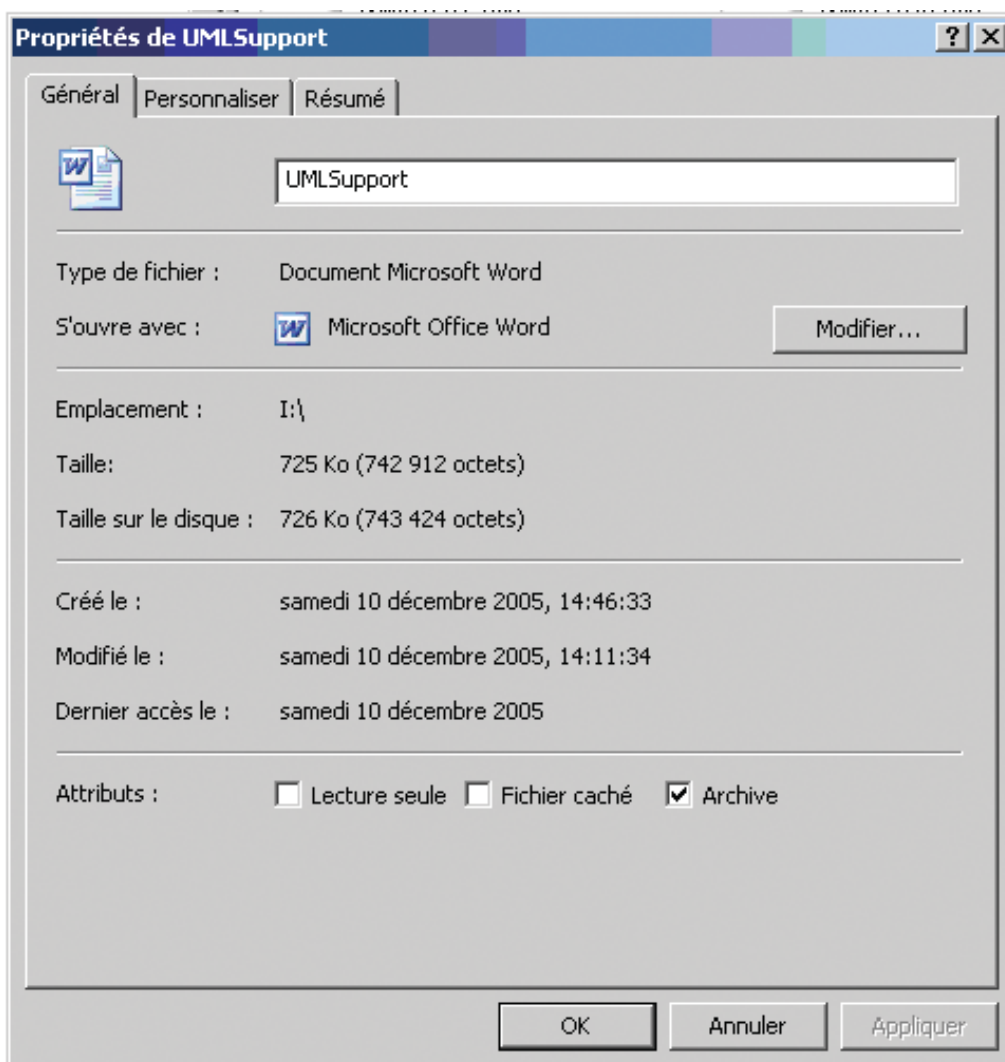 Propriétés de UMLSupport
Général Personnaliser Résumé
UMLSupport
Type de fichier : Document Microsoft Word
S'ouvre avec : Microsoft Office Word Modifier...
Emplacement : I:\
Taille: 725 Ko (742 912 octets)
Taille sur le disque : 726 Ko (743 424 octets)
Créé le : samedi 10 décembre 2005, 14:46:33
Modifié le : samedi 10 décembre 2005, 14:11:34
Dernier accès le : samedi 10 décembre 2005
Attributs : Lecture seule Fichier caché Archive
OK Annuler Appliquer